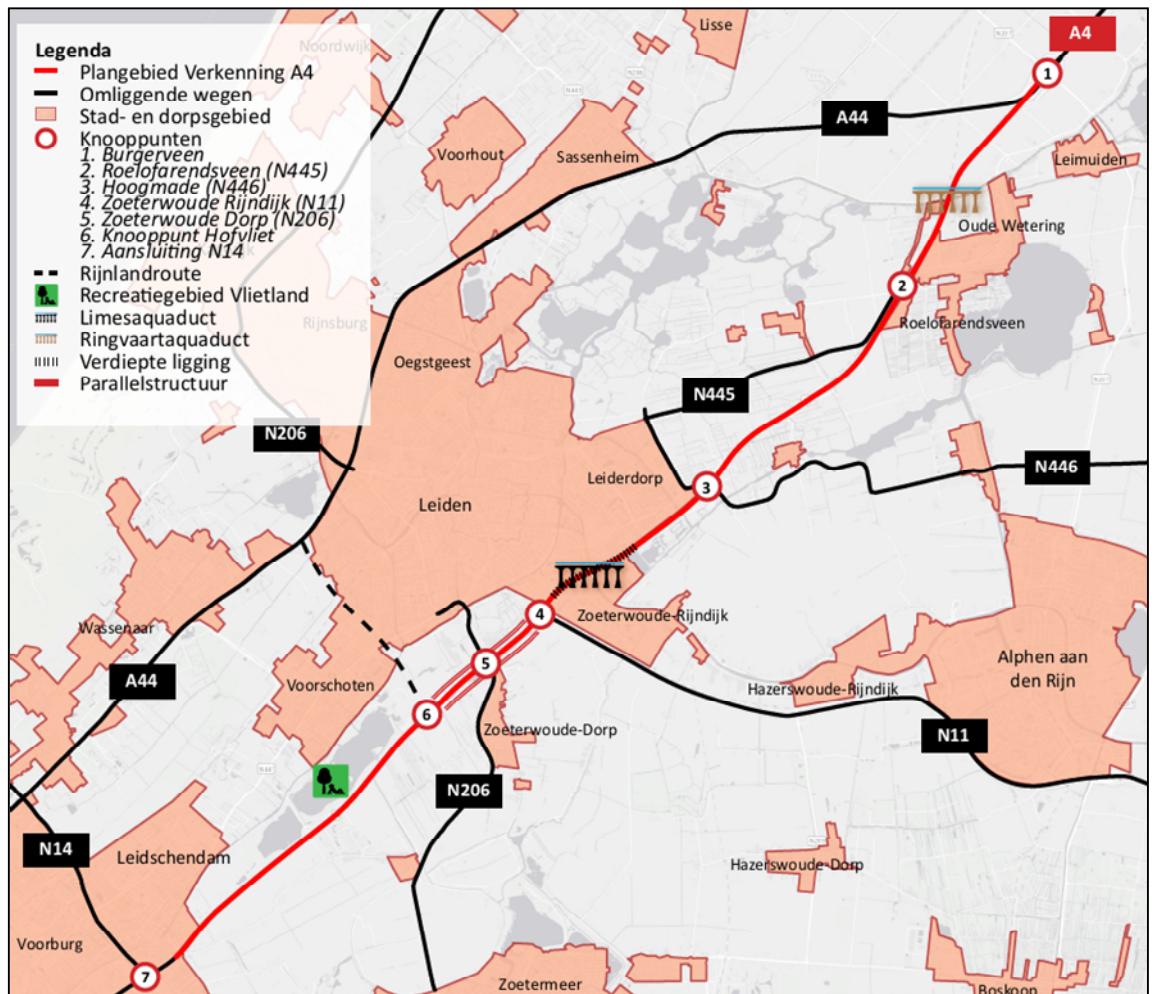 Legenda
Plangebied Verkenning A4
Omliggende wegen
Stad- en dorpsgebied
Knooppunten
1. Burgerveen
2. Roelofarendsveen (N445)
3. Hoogmade (N446)
4. Zoeterwoude Rijndijk (N11)
5. Zoeterwoude Dorp (N206)
6. Knooppunt Hofvliet
7. Aansluiting N14
Rijnlandroute
Recreatiegebied Vlietland
Limesaquaduct
Ringvaartaquaduct
Verdiepte ligging
Parallelstructuur
Noordwijk
Rijnsburg
Lisse
A4
1
A44
Voorhout
Sassenheim
Leimuiden
Oude Wetering
2
Roelofarendsveen
Oegstgeest
N445
N206
Leiderdorp
3
N446
Leiden
4
Zoeterwoude-Rijndijk
Wassenaar
5
Alphen aan
den Rijn
A44
Voorschoten
Hazerswoude-Rijndijk
6
Zoeterwoude-Dorp
N11
N206
N14
Leidschendam
Hazerswoude-Dorp
Voorburg
7
Zoetermeer
Boskoop